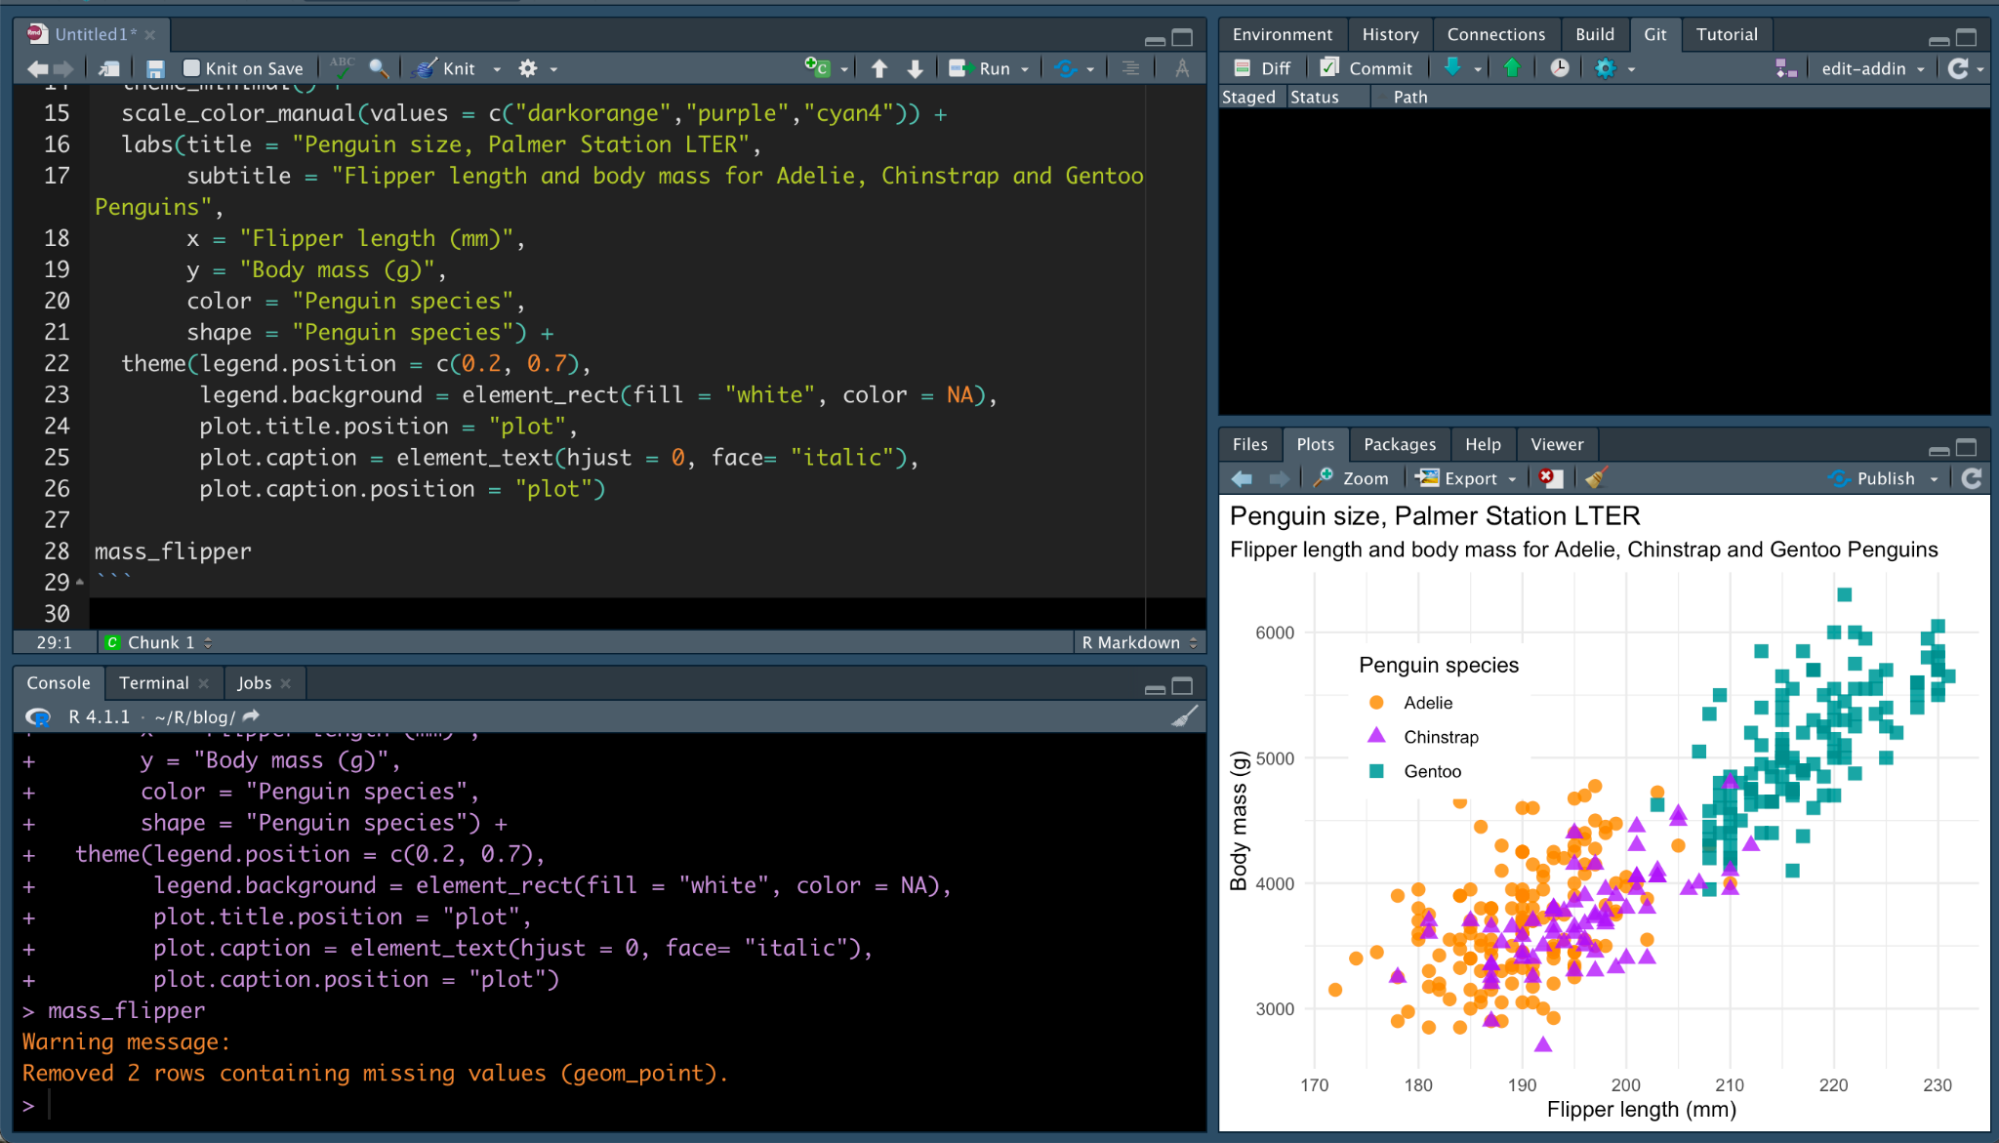 Untitled1*
Knit on Save
ABC
Knit
Run
14 theme_minimal() +
15 scale_color_manual(values = c("darkorange","purple","cyan4")) +
16 labs(title = "Penguin size, Palmer Station LTER",
17 subtitle = "Flipper length and body mass for Adelie, Chinstrap and Gentoo
Penguins",
18 x = "Flipper length (mm)",
19 y = "Body mass (g)",
20 color = "Penguin species",
21 shape = "Penguin species") +
22 theme(legend.position = c(0.2, 0.7),
23 legend.background = element_rect(fill = "white", color = NA),
24 plot.title.position = "plot",
25 plot.caption = element_text(hjust = 0, face= "italic"),
26 plot.caption.position = "plot")
27
28 mass_flipper
29 ```
30
29:1 C Chunk 1 R Markdown
Console Terminal Jobs
R 4.1.1 · ~/R/blog/
+ x = "Flipper length (mm)",
+ y = "Body mass (g)",
+ color = "Penguin species",
+ shape = "Penguin species") +
+ theme(legend.position = c(0.2, 0.7),
+ legend.background = element_rect(fill = "white", color = NA),
+ plot.title.position = "plot",
+ plot.caption = element_text(hjust = 0, face= "italic"),
+ plot.caption.position = "plot")
> mass_flipper
Warning message:
Removed 2 rows containing missing values (geom_point).
>
Environment History Connections Build Git Tutorial
Diff Commit edit-addin
Staged Status Path
Files Plots Packages Help Viewer
Zoom Export Publish
Penguin size, Palmer Station LTER
Flipper length and body mass for Adelie, Chinstrap and Gentoo Penguins
Penguin species
Adelie
Chinstrap
Gentoo
Body mass (g)
6000
5000
4000
3000
170 180 190 200 210 220 230
Flipper length (mm)